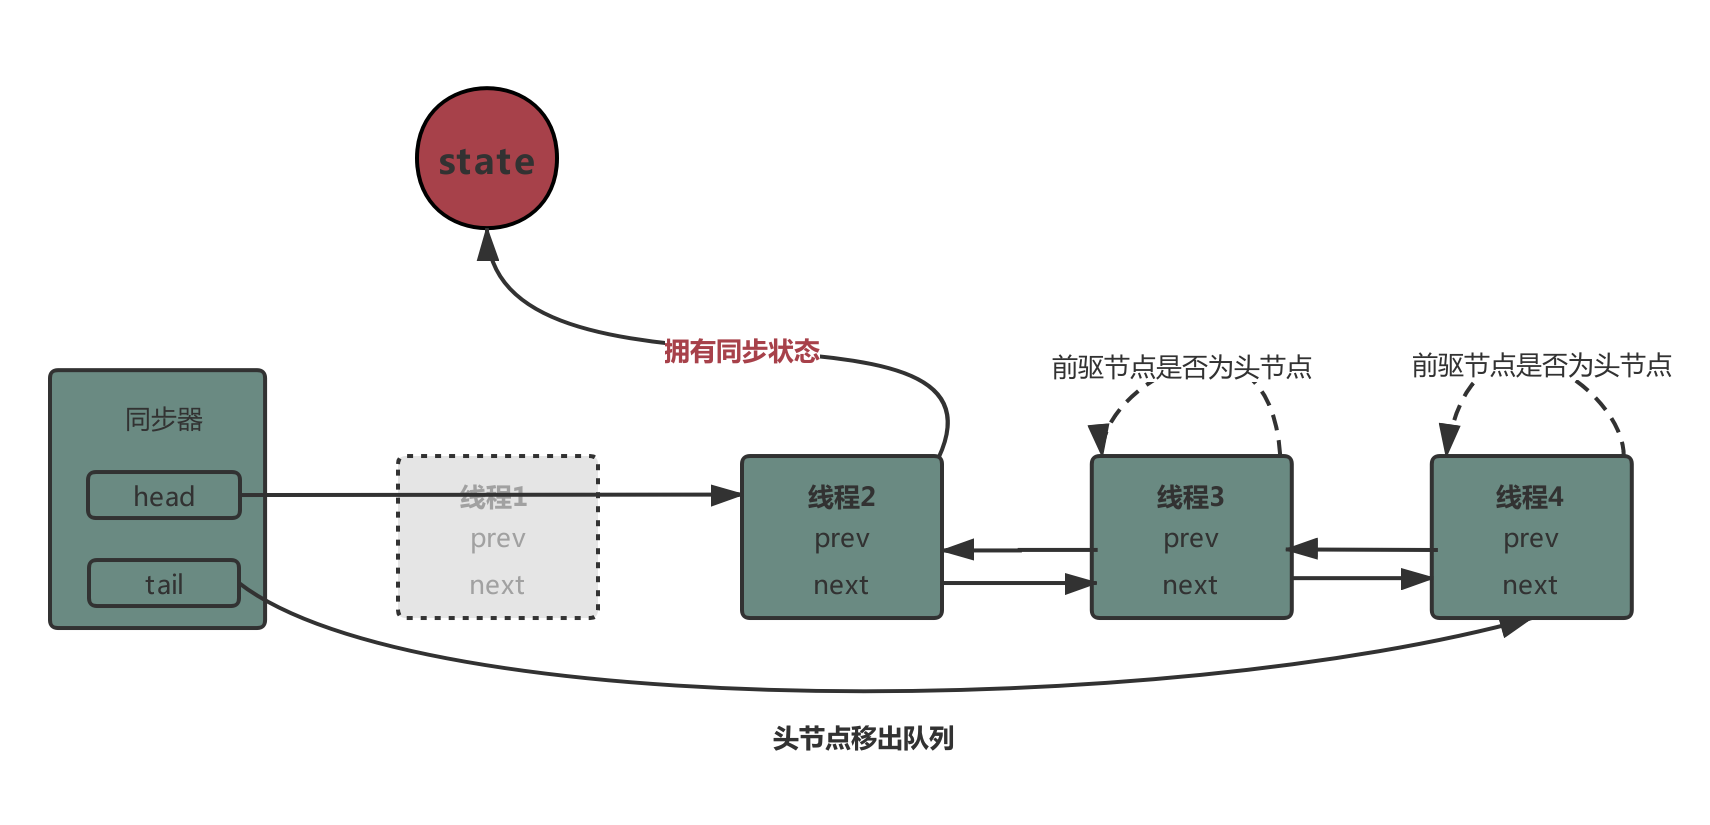 state
拥有同步状态
前驱节点是否为头节点
前驱节点是否为头节点
同步器
head
tail
线程1
prev
next
线程2
prev
next
线程3
prev
next
线程4
prev
next
头节点移出队列